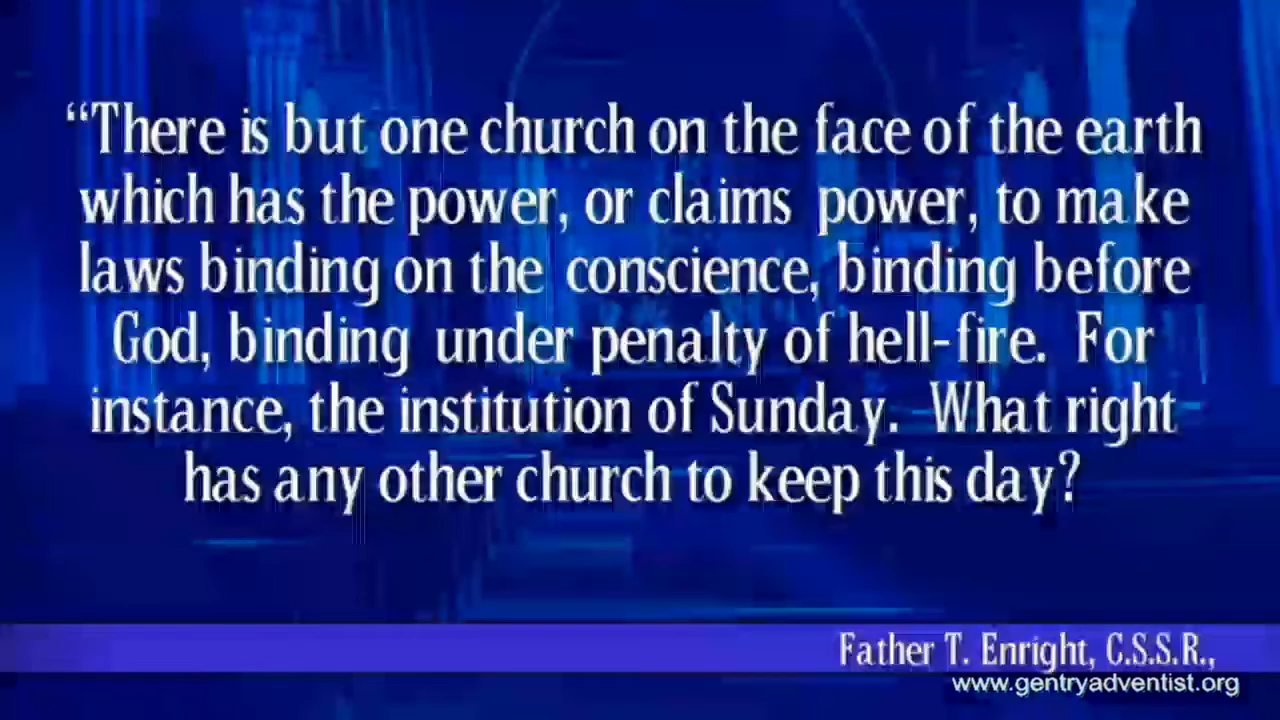 “There is but one church on the face of the earth
which has the power, or claims power, to make
laws binding on the conscience, binding before
God, binding under penalty of hell-fire. For
instance, the institution of Sunday. What right
has any other church to keep this day?
Father T. Enright, C.S.S.R.,
www.gentryadventist.org